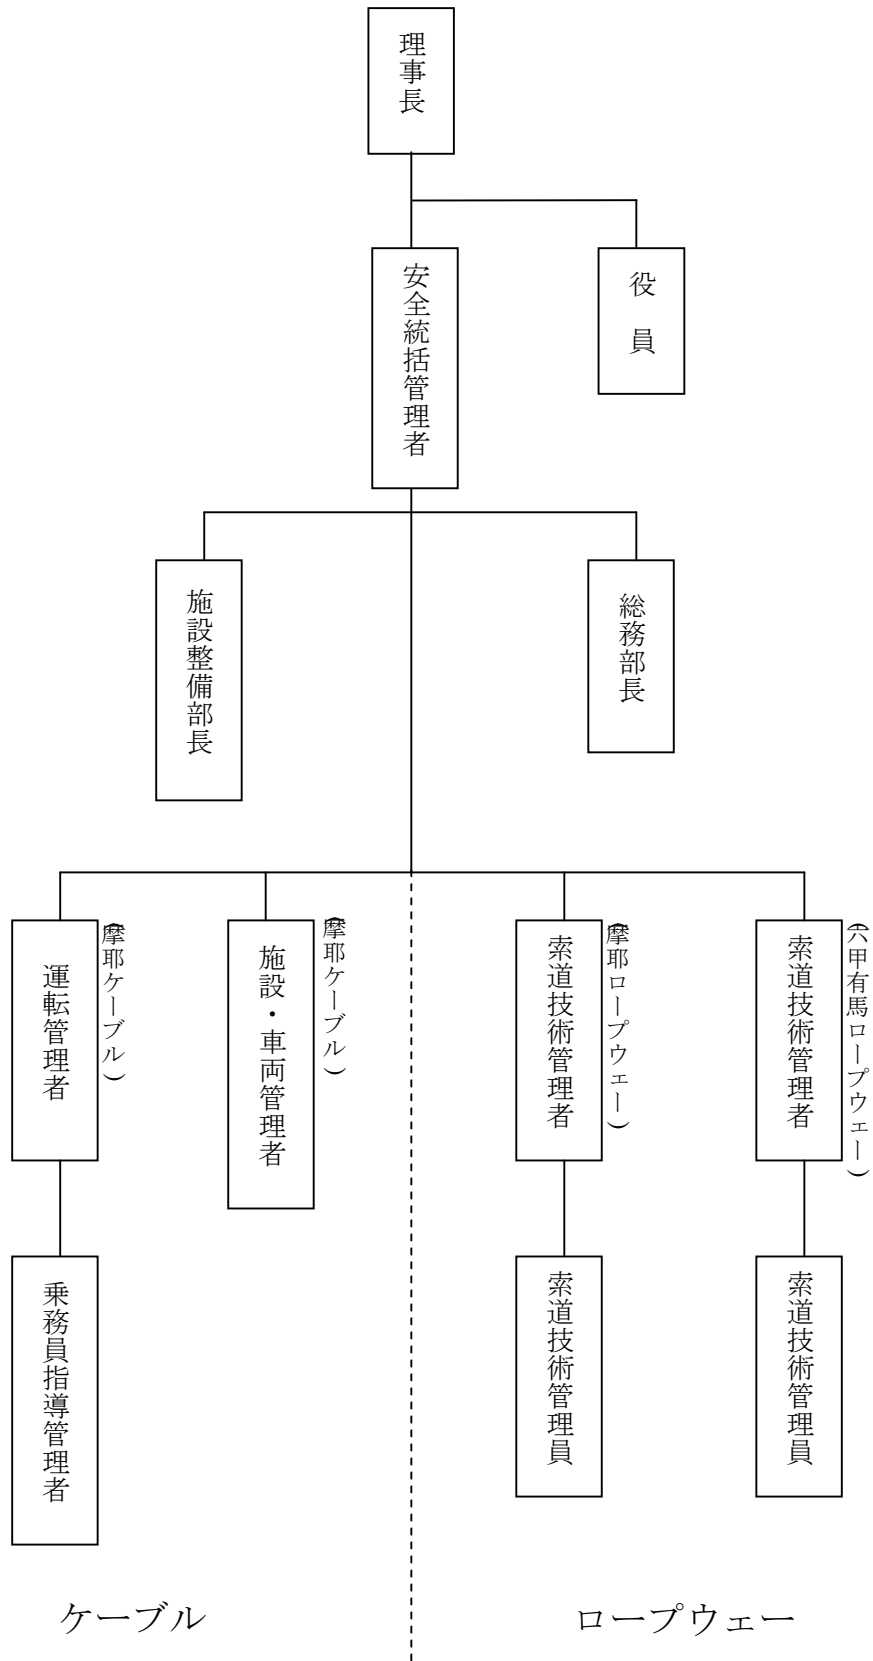 理事長
役員
安全統括管理者
総務部長
施設整備部長
(六甲有馬ロープウェー)
索道技術管理者
(摩耶ロープウェー)
索道技術管理者
(摩耶ケーブル)
施設・車両管理者
(摩耶ケーブル)
運転管理者
索道技術管理員
索道技術管理員
乗務員指導管理者
ケーブル
ロープウェー